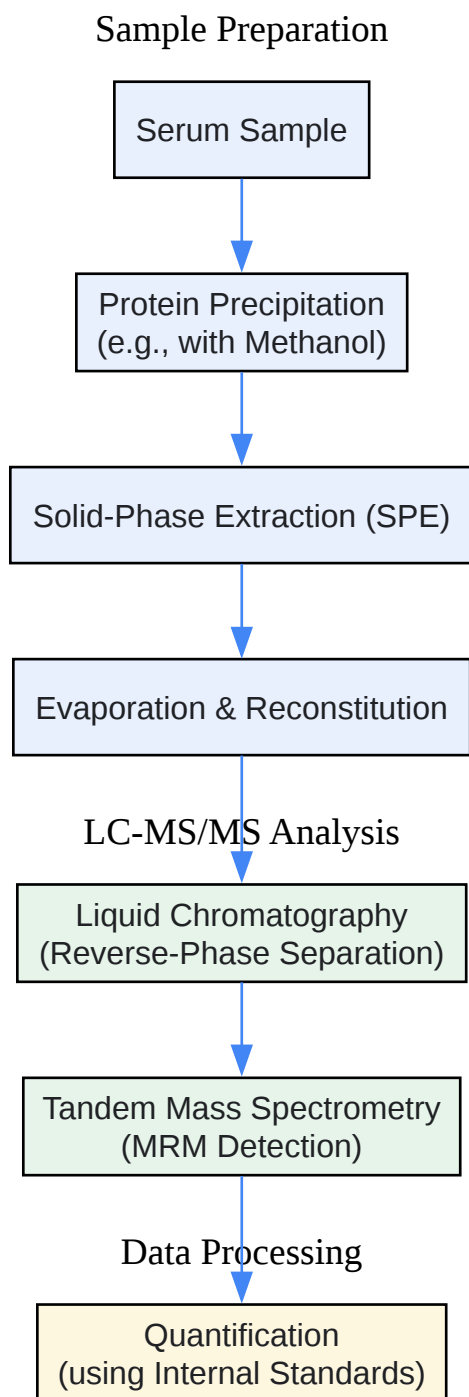 Sample Preparation
Serum Sample
Protein Precipitation
(e.g., with Methanol)
Solid-Phase Extraction (SPE)
Evaporation & Reconstitution
LC-MS/MS Analysis
Liquid Chromatography
(Reverse-Phase Separation)
Tandem Mass Spectrometry
(MRM Detection)
Data Processing
Quantification
(using Internal Standards)